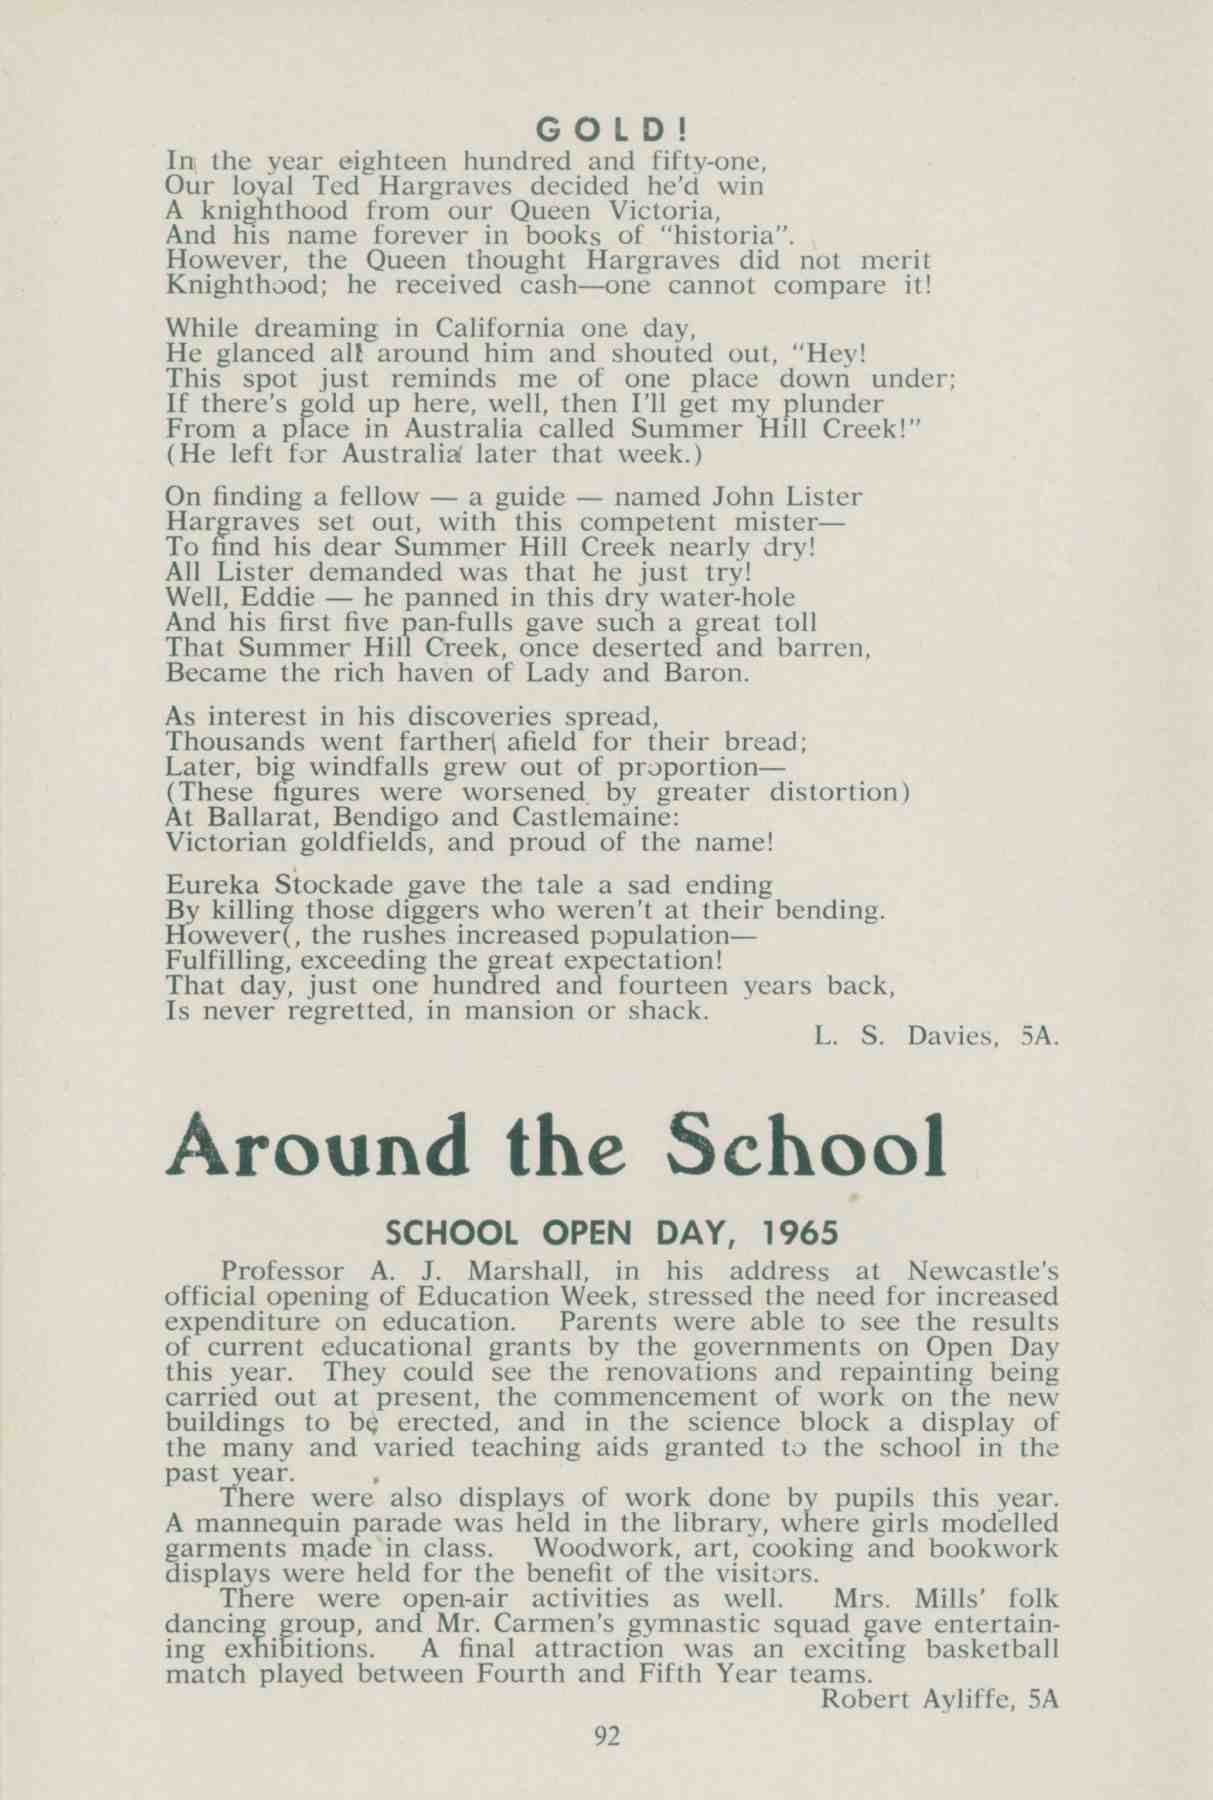 GOLD!
In the year eighteen hundred and fifty-one,
Our loyal Ted Hargraves decided he'd win
A knighthood from our Queen Victoria,
And his name forever in books of "historia".
However, the Queen thought Hargraves did not merit
Knighthood; he received cash—one cannot compare it!
While dreaming in California one day,
He glanced all around him and shouted out, "Hey!
This spot just reminds me of one place down under;
If there's gold up here, well, then I'll get my plunder
From a place in Australia called Summer Hill Creek!"
(He left for Australia later that week.)
On finding a fellow — a guide — named John Lister
Hargraves set out, with this competent mister—
To find his dear Summer Hill Creek nearly dry!
All Lister demanded was that he just try!
Well, Eddie — he panned in this dry water-hole
And his first five pan-fulls gave such a great toll
That Summer Hill Creek, once deserted and barren,
Became the rich haven of Lady and Baron.
As interest in his discoveries spread,
Thousands went farther afield for their bread;
Later, big windfalls grew out of proportion—
(These figures were worsened by greater distortion)
At Ballarat, Bendigo and Castlemaine:
Victorian goldfields, and proud of the name!
Eureka Stockade gave the tale a sad ending
By killing those diggers who weren't at their bending.
However(, the rushes increased population—
Fulfilling, exceeding the great expectation!
That day, just one hundred and fourteen years back,
Is never regretted, in mansion or shack.
L. S. Davies, 5A.
Around the School
SCHOOL OPEN DAY, 1965
Professor A. J. Marshall, in his address at Newcastle's
official opening of Education Week, stressed the need for increased
expenditure on education. Parents were able to see the results
of current educational grants by the governments on Open Day
this year. They could see the renovations and repainting being
carried out at present, the commencement of work on the new
buildings to be erected, and in the science block a display of
the many and varied teaching aids granted to the school in the
past year.
There were also displays of work done by pupils this year.
A mannequin parade was held in the library, where girls modelled
garments made in class. Woodwork, art, cooking and bookwork
displays were held for the benefit of the visitors.
There were open-air activities as well. Mrs. Mills' folk
dancing group, and Mr. Carmen's gymnastic squad gave entertain-
ing exhibitions. A final attraction was an exciting basketball
match played between Fourth and Fifth Year teams.
Robert Ayliffe, 5A
92